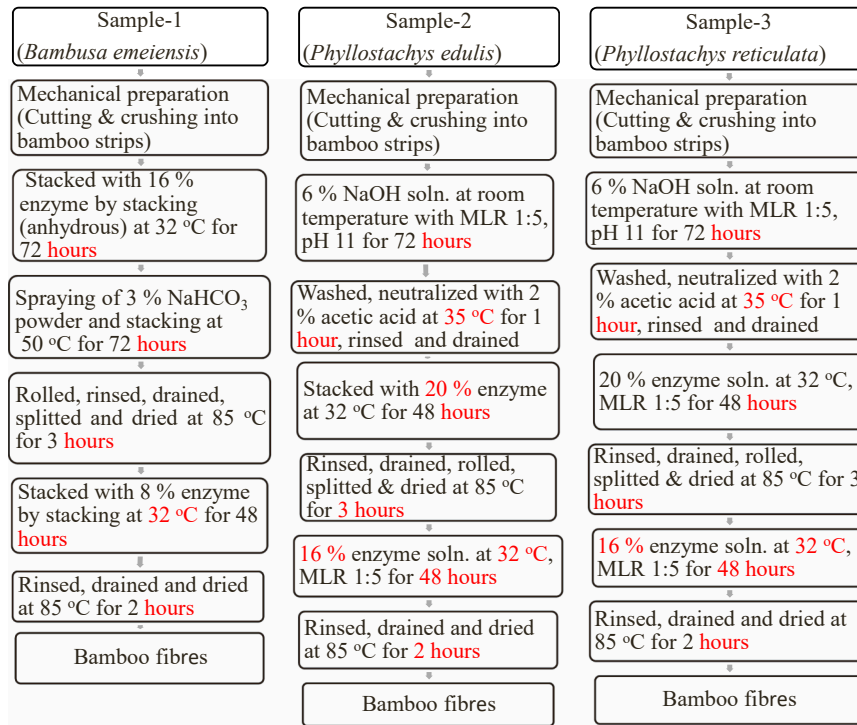 Sample-1
(Bambusa emeiensis)
Mechanical preparation
(Cutting & crushing into
bamboo strips)
Stacked with 16 %
enzyme by stacking
(anhydrous) at 32 °C for
72 hours
Spraying of 3 % NaHCO₃
powder and stacking at
50 °C for 72 hours
Rolled, rinsed, drained,
splitted and dried at 85 °C
for 3 hours
Stacked with 8 % enzyme
by stacking at 32 °C for 48
hours
Rinsed, drained and dried
at 85 °C for 2 hours
Bamboo fibres
Sample-2
(Phyllostachys edulis)
Mechanical preparation
(Cutting & crushing into
bamboo strips)
6 % NaOH soln. at room
temperature with MLR 1:5,
pH 11 for 72 hours
Washed, neutralized with 2
% acetic acid at 35 °C for 1
hour, rinsed and drained
Stacked with 20 % enzyme
at 32 °C for 48 hours
Rinsed, drained, rolled,
splitted & dried at 85 °C
for 3 hours
16 % enzyme soln. at 32 °C,
MLR 1:5 for 48 hours
Rinsed, drained and dried
at 85 °C for 2 hours
Bamboo fibres
Sample-3
(Phyllostachys reticulata)
Mechanical preparation
(Cutting & crushing into
bamboo strips)
6 % NaOH soln. at room
temperature with MLR 1:5,
pH 11 for 72 hours
Washed, neutralized with 2
% acetic acid at 35 °C for 1
hour, rinsed and drained
20 % enzyme soln. at 32 °C,
MLR 1:5 for 48 hours
Rinsed, drained, rolled,
splitted & dried at 85 °C for 3
hours
16 % enzyme soln. at 32 °C,
MLR 1:5 for 48 hours
Rinsed, drained and dried at
85 °C for 2 hours
Bamboo fibres